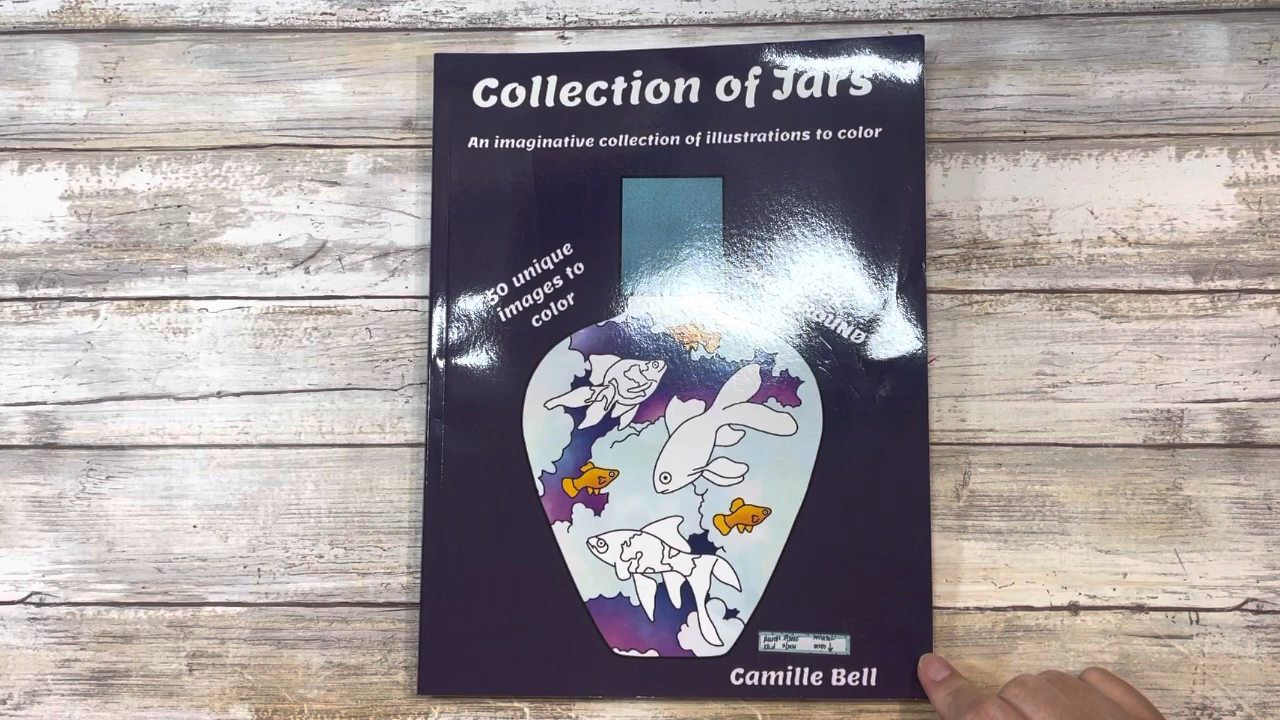 Collection of Jars
An imaginative collection of illustrations to color
50 unique
images to
color
Camille Bell